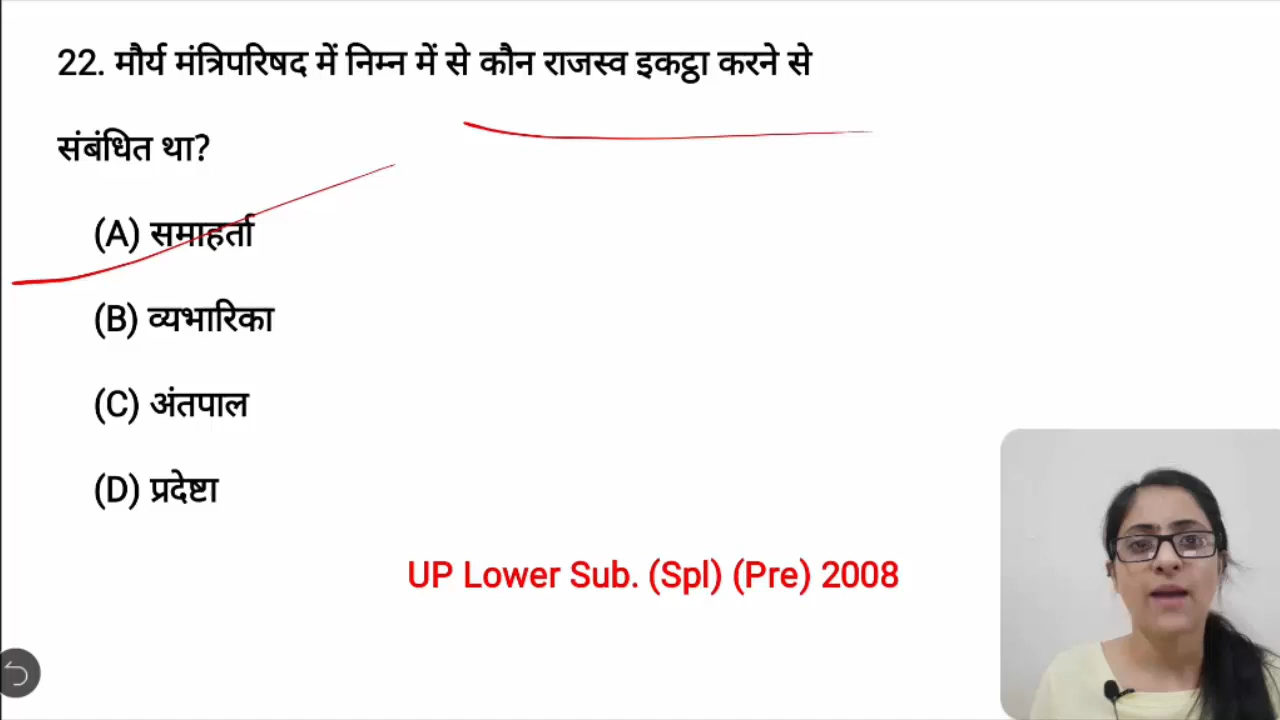 22. मौर्य मंत्रिपरिषद में निम्न में से कौन राजस्व इकट्ठा करने से
संबंधित था?
(A) समाहर्ता
(B) व्यभारिका
(C) अंतपाल
(D) प्रदेष्टा
UP Lower Sub. (Spl) (Pre) 2008